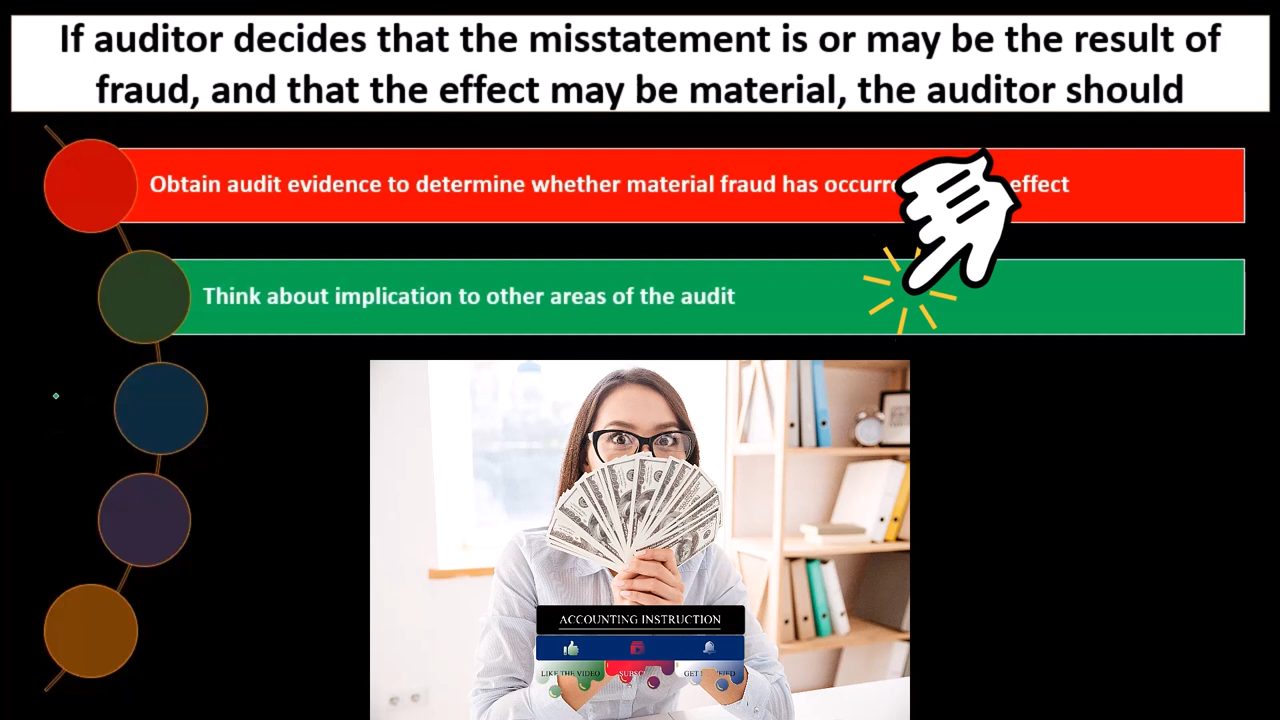 If auditor decides that the misstatement is or may be the result of
fraud, and that the effect may be material, the auditor should
Obtain audit evidence to determine whether material fraud has effect
Think about implication to other areas of the audit
ACCOUNTING INSTRUCTION
LIKE THE VIDEO